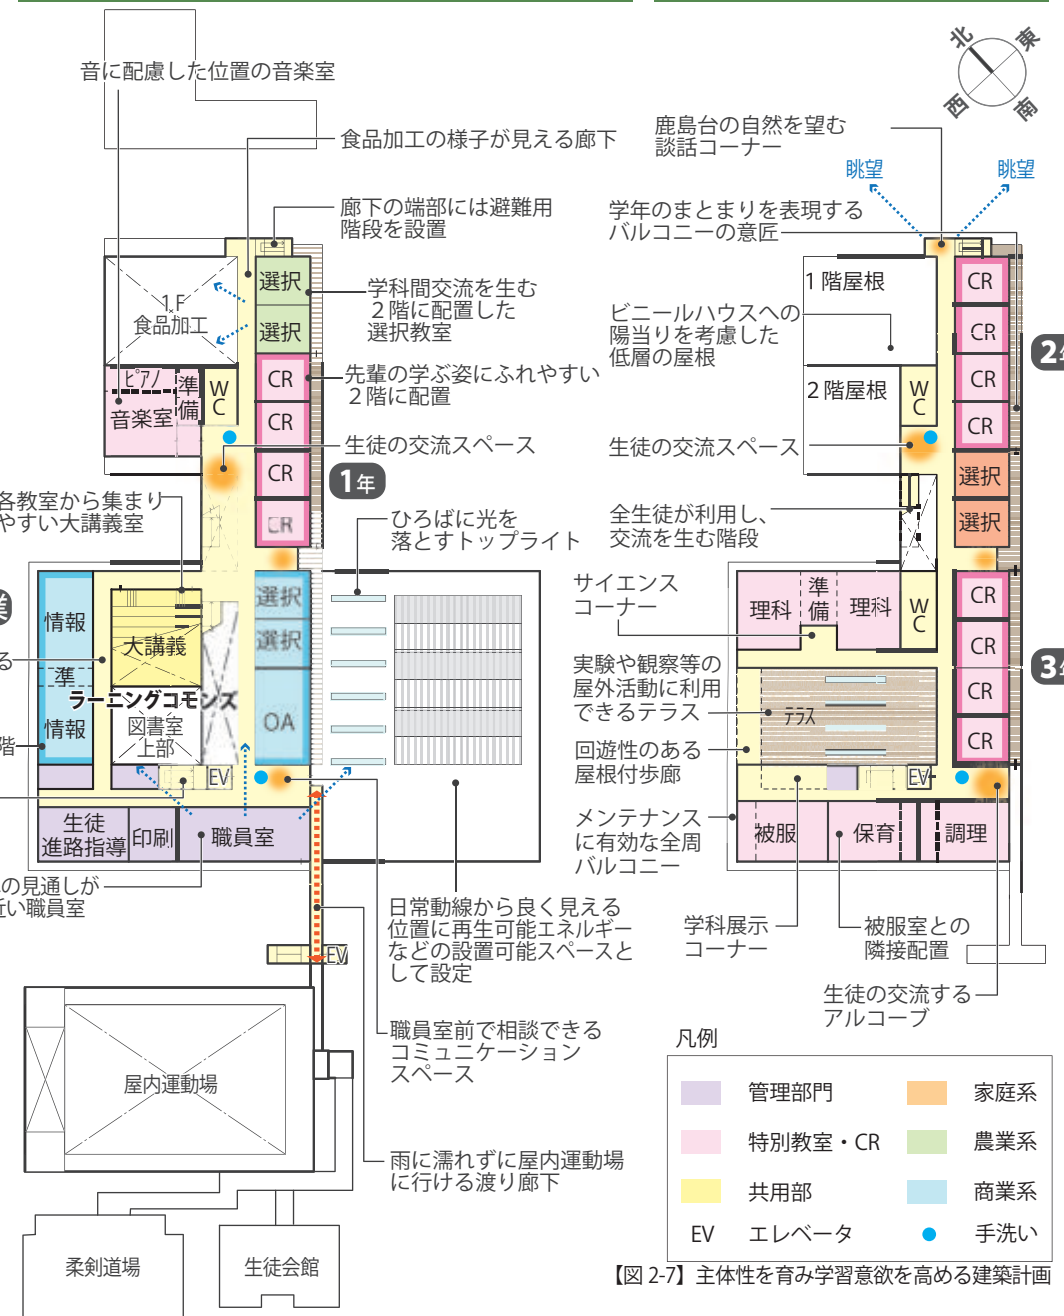 音に配慮した位置の音楽室
食品加工の様子が見える廊下
廊下の端部には避難用
階段を設置
選択
1F
食品加工
選択
学科間交流を生む
２階に配置した
選択教室
ピアノ
準備
音楽室
WC
CR
CR
CR
CR
先輩の学ぶ姿にふれやすい
２階に配置
生徒の交流スペース
1年
各教室から集まり
やすい大講義室
ひろばに光を
落とすトップライト
業
る
階
情報
準
情報
大講義
ラーニングコモンズ
図書室
上部
選択
選択
OA
EV
生徒
進路指導
印刷
職員室
の見通しが
近い職員室
EV
日常動線から良く見える
位置に再生可能エネルギー
などの設置可能スペースと
して設定
職員室前で相談できる
コミュニケーション
スペース
屋内運動場
雨に濡れずに屋内運動場
に行ける渡り廊下
柔剣道場
生徒会館
北
東
西
南
鹿島台の自然を望む
談話コーナー
眺望
眺望
学年のまとまりを表現する
バルコニーの意匠
１階屋根
ビニールハウスへの
陽当りを考慮した
低層の屋根
２階屋根
WC
CR
CR
CR
CR
2年
生徒の交流スペース
選択
選択
全生徒が利用し、
交流を生む階段
サイエンス
コーナー
理科
準備
理科
WC
CR
CR
CR
CR
3年
実験や観察等の
屋外活動に利用
できるテラス
テラス
回遊性のある
屋根付歩廊
EV
メンテナンス
に有効な全周
バルコニー
被服
保育
調理
学科展示
コーナー
被服室との
隣接配置
生徒の交流する
アルコーブ
凡例
管理部門
家庭系
特別教室・CR
農業系
共用部
商業系
EV エレベータ
手洗い
【図 2-7】主体性を育み学習意欲を高める建築計画